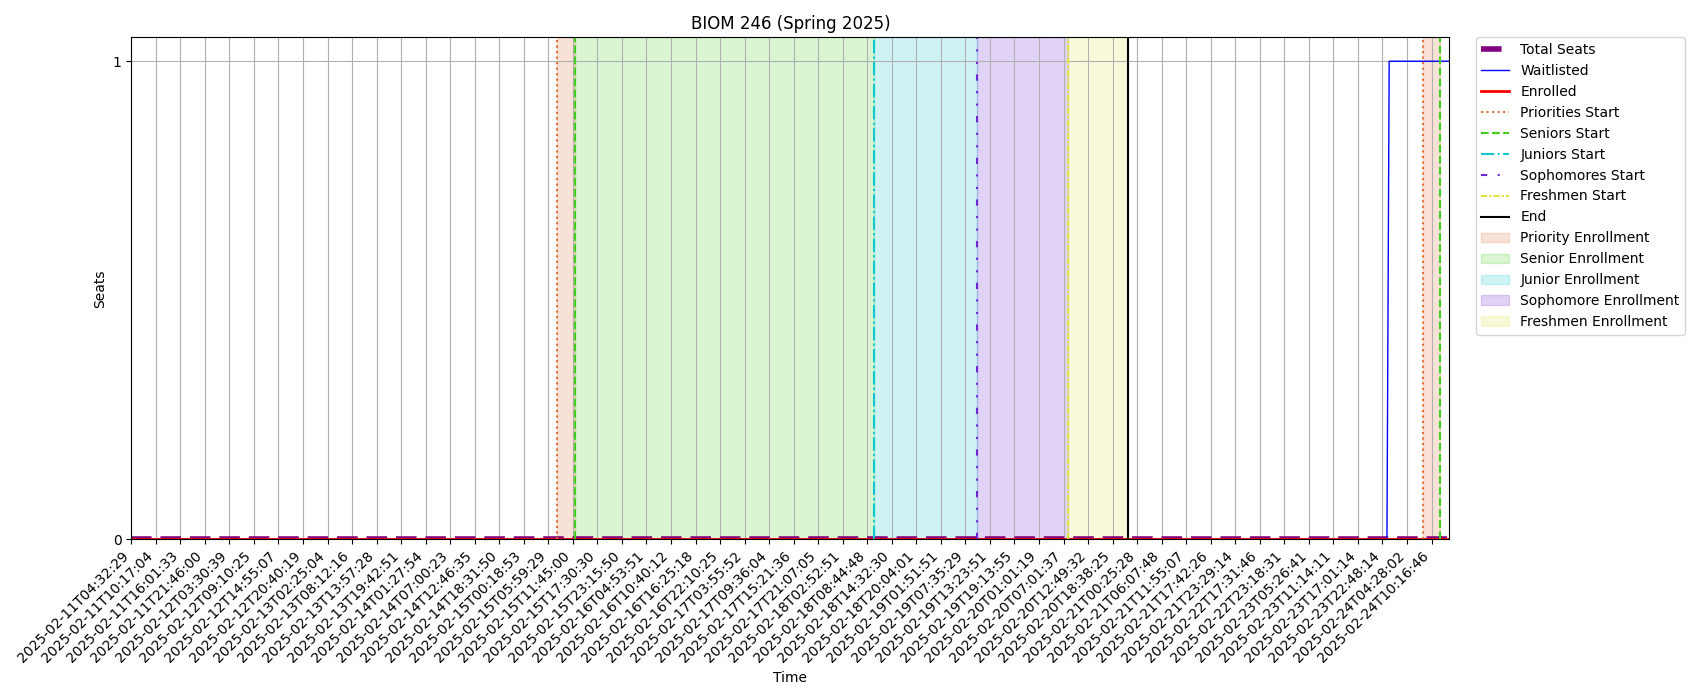 BIOM 246 (Spring 2025)
Seats
1
0
2025-02-11T04:32:29
2025-02-11T10:17:04
2025-02-11T16:01:33
2025-02-11T21:46:00
2025-02-12T03:30:39
2025-02-12T09:10:25
2025-02-12T14:55:07
2025-02-12T20:40:19
2025-02-13T02:25:04
2025-02-13T08:12:16
2025-02-13T13:57:28
2025-02-13T19:42:51
2025-02-14T01:27:54
2025-02-14T07:00:23
2025-02-14T12:46:35
2025-02-14T18:31:50
2025-02-15T00:18:53
2025-02-15T05:59:29
2025-02-15T11:45:00
2025-02-15T17:30:30
2025-02-15T23:15:50
2025-02-16T04:53:51
2025-02-16T10:40:12
2025-02-16T16:25:18
2025-02-16T22:10:25
2025-02-17T03:55:52
2025-02-17T09:36:04
2025-02-17T15:21:36
2025-02-17T21:07:05
2025-02-18T02:52:51
2025-02-18T08:44:48
2025-02-18T14:32:30
2025-02-18T20:04:01
2025-02-19T01:51:51
2025-02-19T07:35:29
2025-02-19T13:23:51
2025-02-19T19:13:55
2025-02-20T01:01:19
2025-02-20T07:01:37
2025-02-20T12:49:32
2025-02-20T18:38:25
2025-02-21T00:25:28
2025-02-21T06:07:48
2025-02-21T11:55:07
2025-02-21T17:42:26
2025-02-21T23:29:14
2025-02-22T17:31:46
2025-02-22T23:18:31
2025-02-23T05:26:41
2025-02-23T11:14:11
2025-02-23T17:01:14
2025-02-23T22:48:14
2025-02-24T04:28:02
2025-02-24T10:16:46
Time
Total Seats
Waitlisted
Enrolled
Priorities Start
Seniors Start
Juniors Start
Sophomores Start
Freshmen Start
End
Priority Enrollment
Senior Enrollment
Junior Enrollment
Sophomore Enrollment
Freshmen Enrollment